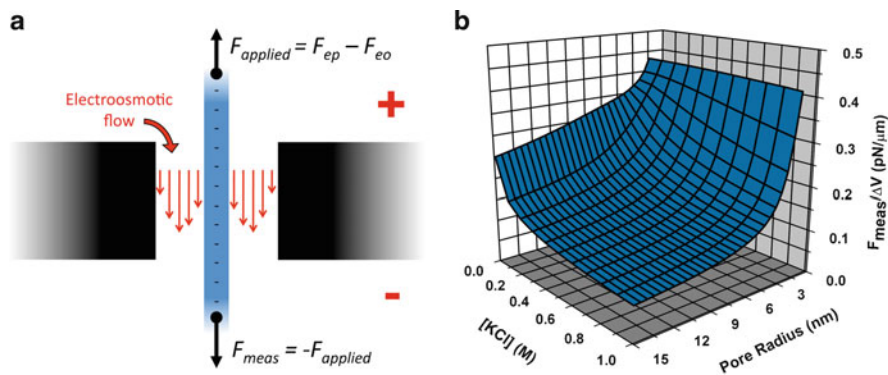 a
F_applied = F_ep – F_eo
Electroosmotic
flow
+
-
F_meas = -F_applied
b
0.5
0.4
0.3
0.2
0.1
0.0
F_meas/ΔV (pN/µm)
0.0
0.2
0.4
0.6
0.8
1.0
[KCl] (M)
15
12
9
6
3
Pore Radius (nm)